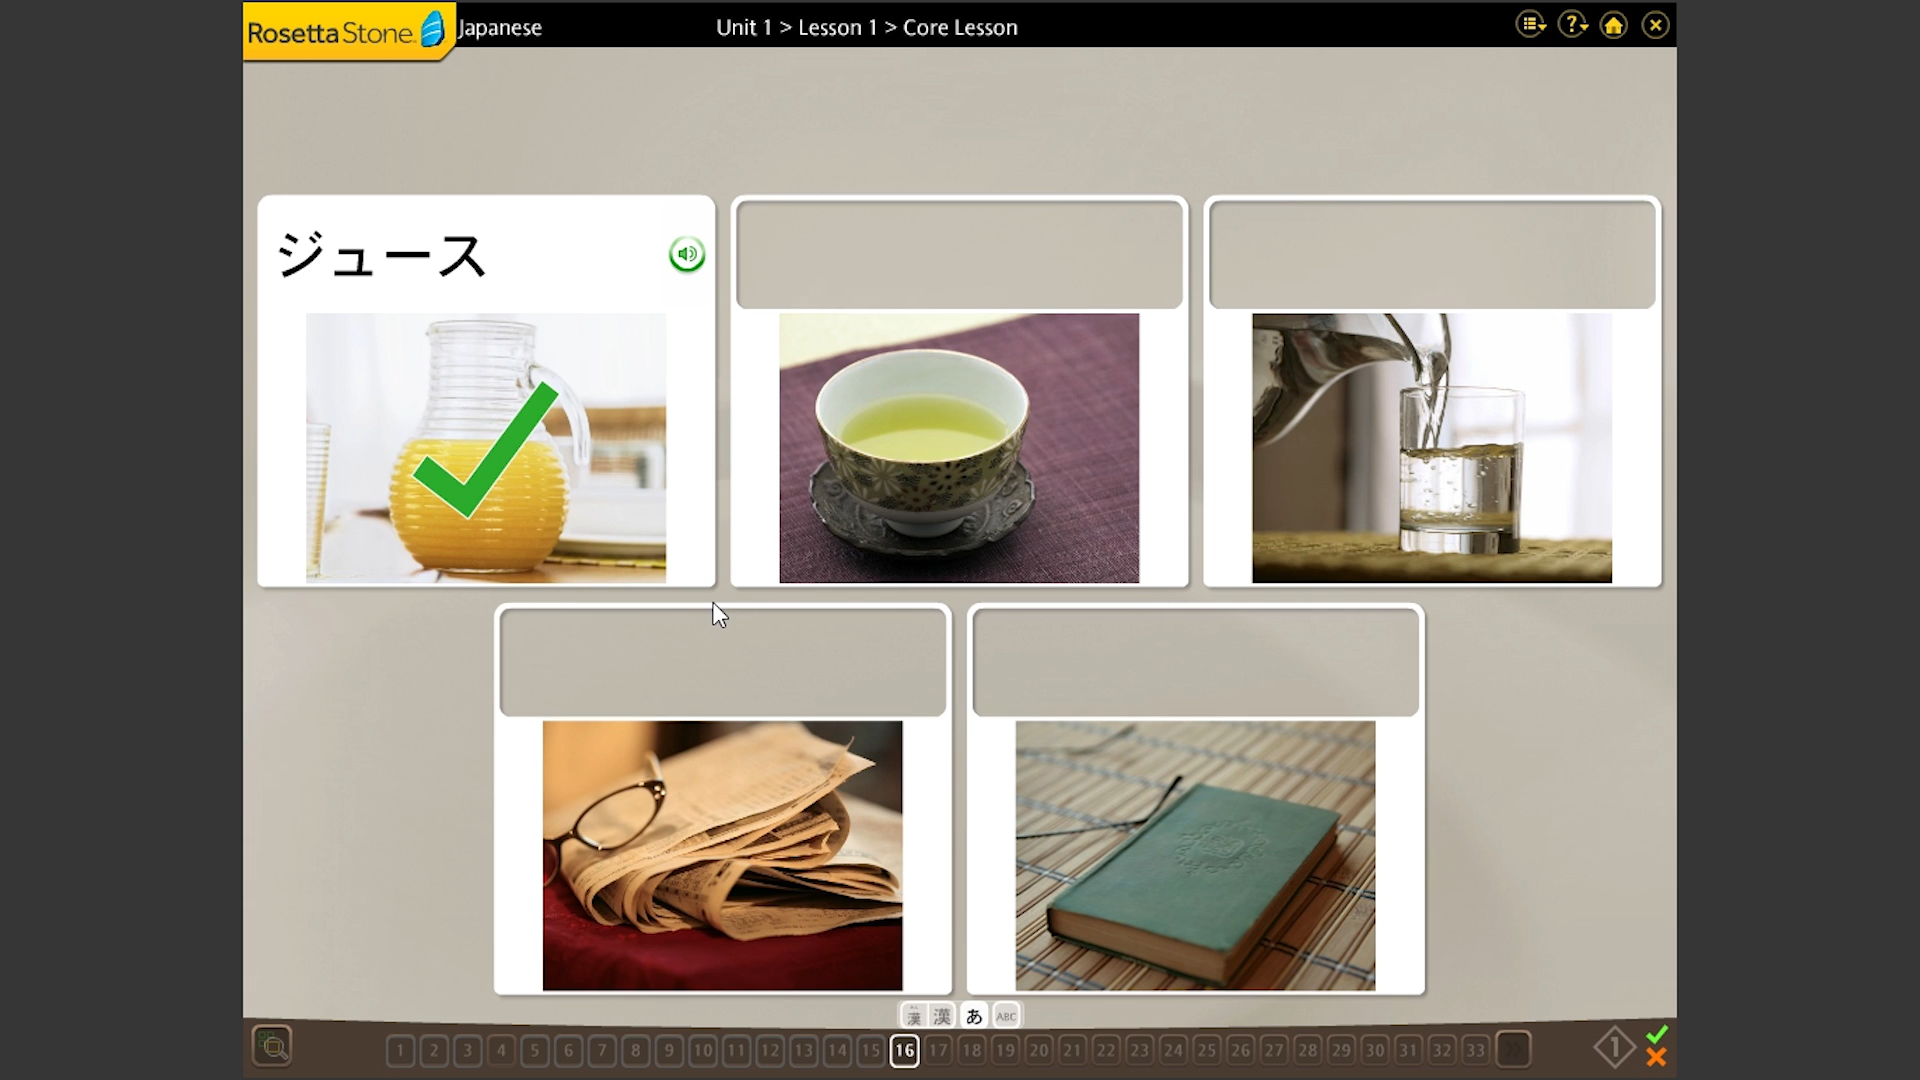 RosettaStone
Japanese
Unit 1 > Lesson 1 > Core Lesson
?
ジュース
漢 漢 あ ABC
1 2 3 4 5 6 7 8 9 10 11 12 13 14 15 16 17 18 19 20 21 22 23 24 25 26 27 28 29 30 31 32 33
1